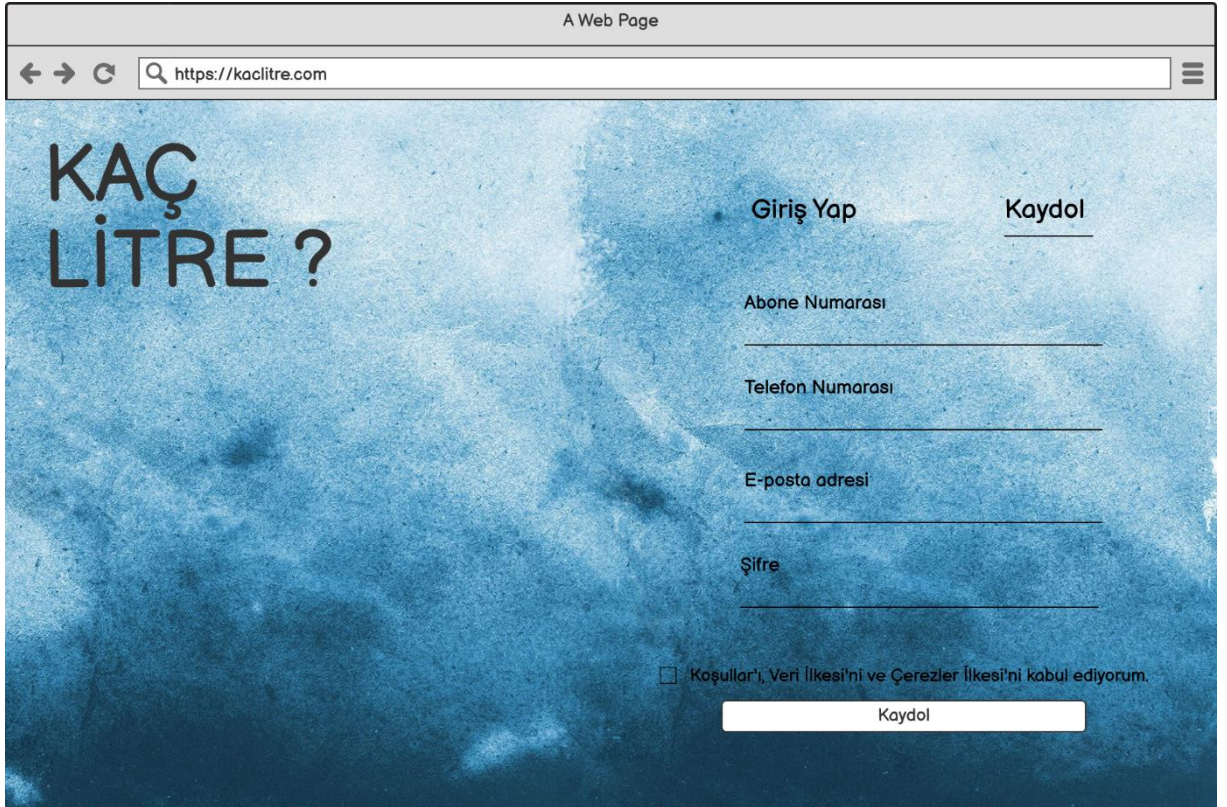 A Web Page
https://kaclitre.com
KAÇ
LİTRE ?
Giriş Yap Kaydol
Abone Numarası
Telefon Numarası
E-posta adresi
Şifre
Koşullar'ı, Veri İlkesi'ni ve Çerezler İlkesi'ni kabul ediyorum.
Kaydol